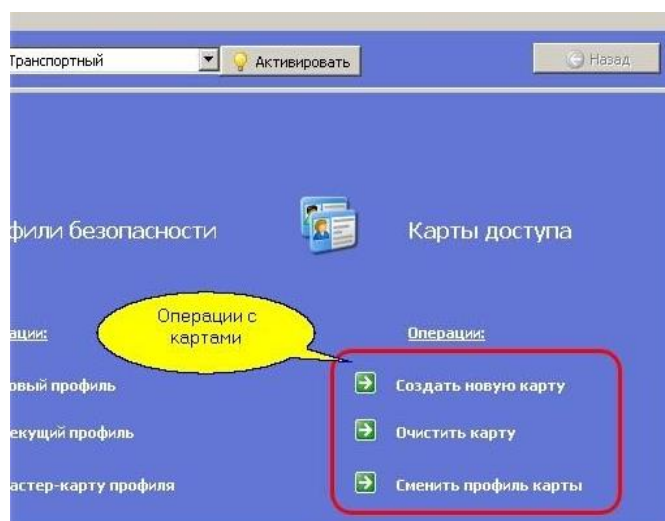 Транспортный Активировать Назад
фили безопасности Карты доступа
Операции с
картами
ации: Операции:
овый профиль Создать новую карту
екущий профиль Очистить карту
астер-карту профиля Сменить профиль карты